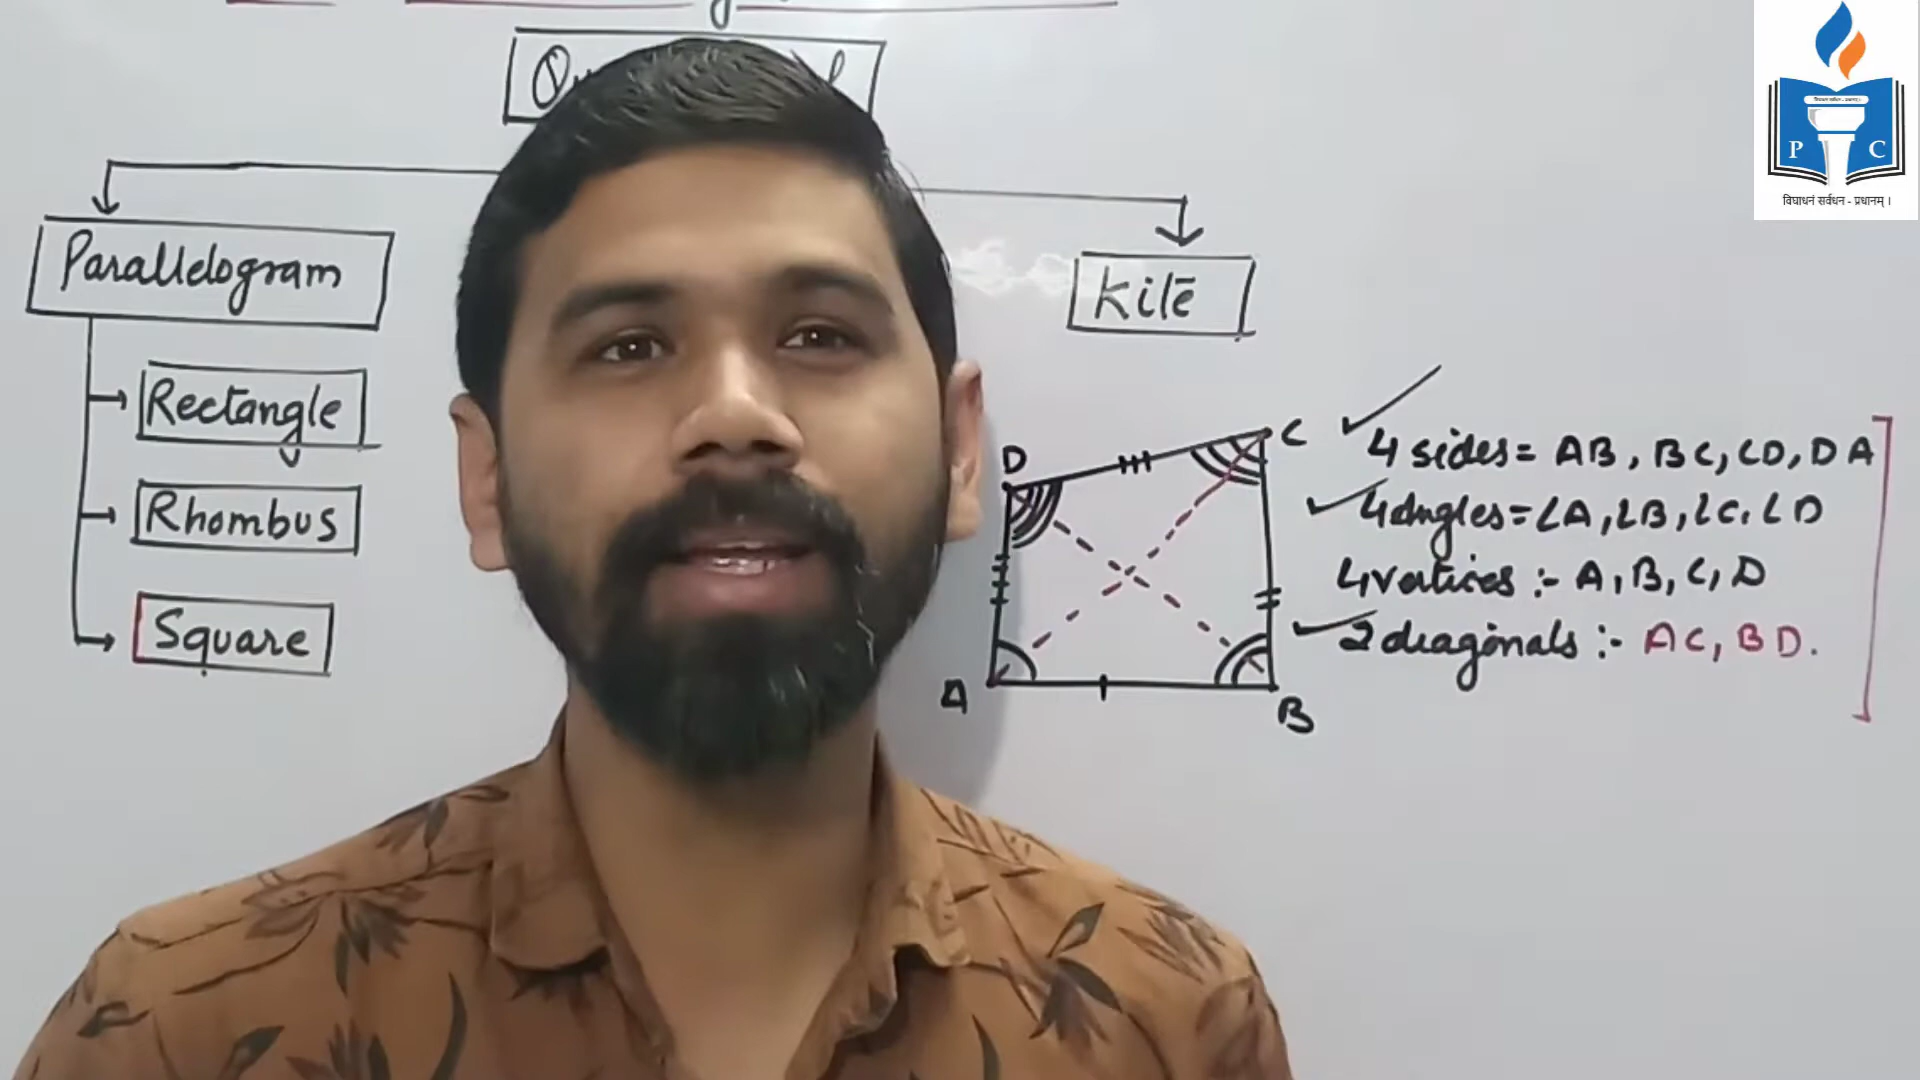 Parallelogram
Kite
Rectangle
Rhombus
Square
D
C
A
B
4 sides = AB, BC, CD, DA
4 angles = ∠A, ∠B, ∠C, ∠D
4 vertices :- A, B, C, D
2 diagonals :- AC, BD.
P C
विघाधनं सर्वधन - प्रधानम् ।